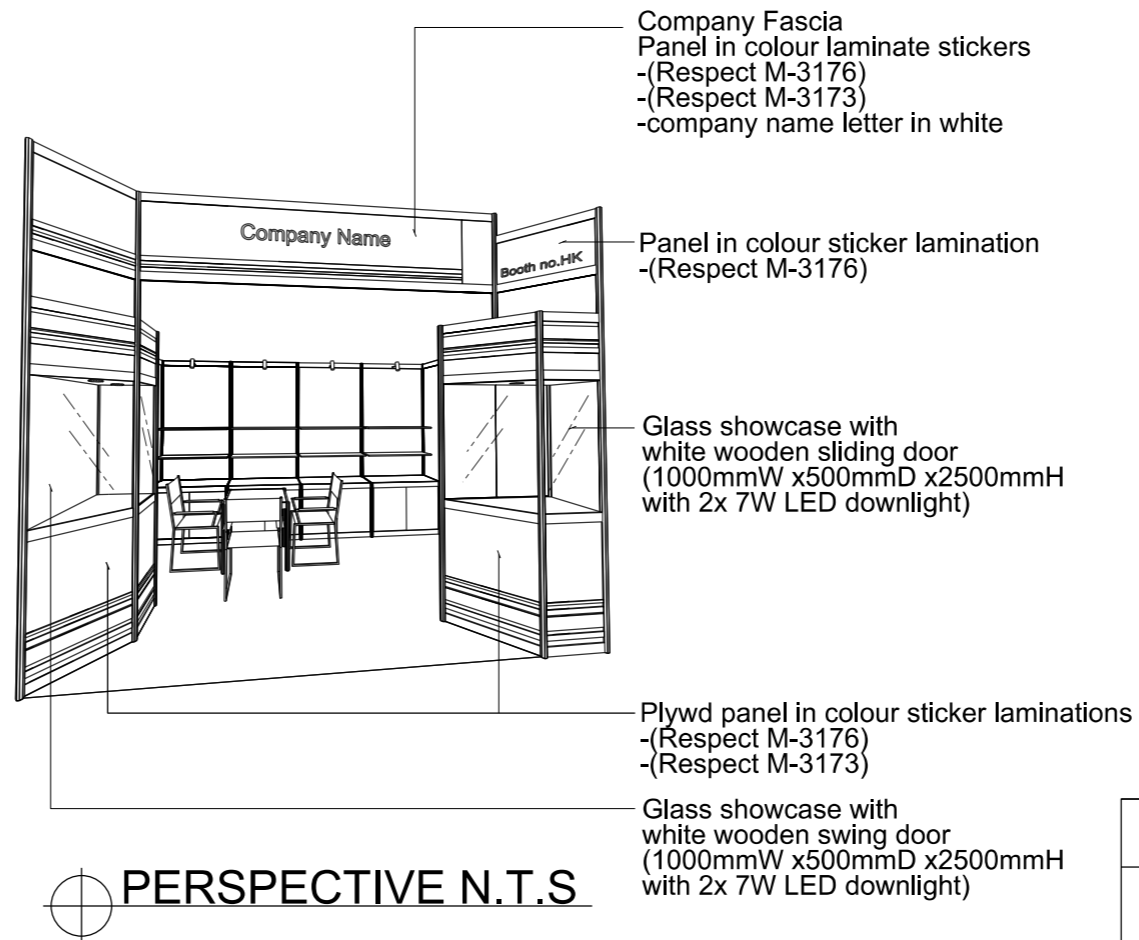 Company Fascia
Panel in colour laminate stickers
-(Respect M-3176)
-(Respect M-3173)
-company name letter in white
Company Name
Booth no.HK
Panel in colour sticker lamination
-(Respect M-3176)
Glass showcase with
white wooden sliding door
(1000mmW x500mmD x2500mmH
with 2x 7W LED downlight)
Plywd panel in colour sticker laminations
-(Respect M-3176)
-(Respect M-3173)
Glass showcase with
white wooden swing door
(1000mmW x500mmD x2500mmH
with 2x 7W LED downlight)
PERSPECTIVE N.T.S